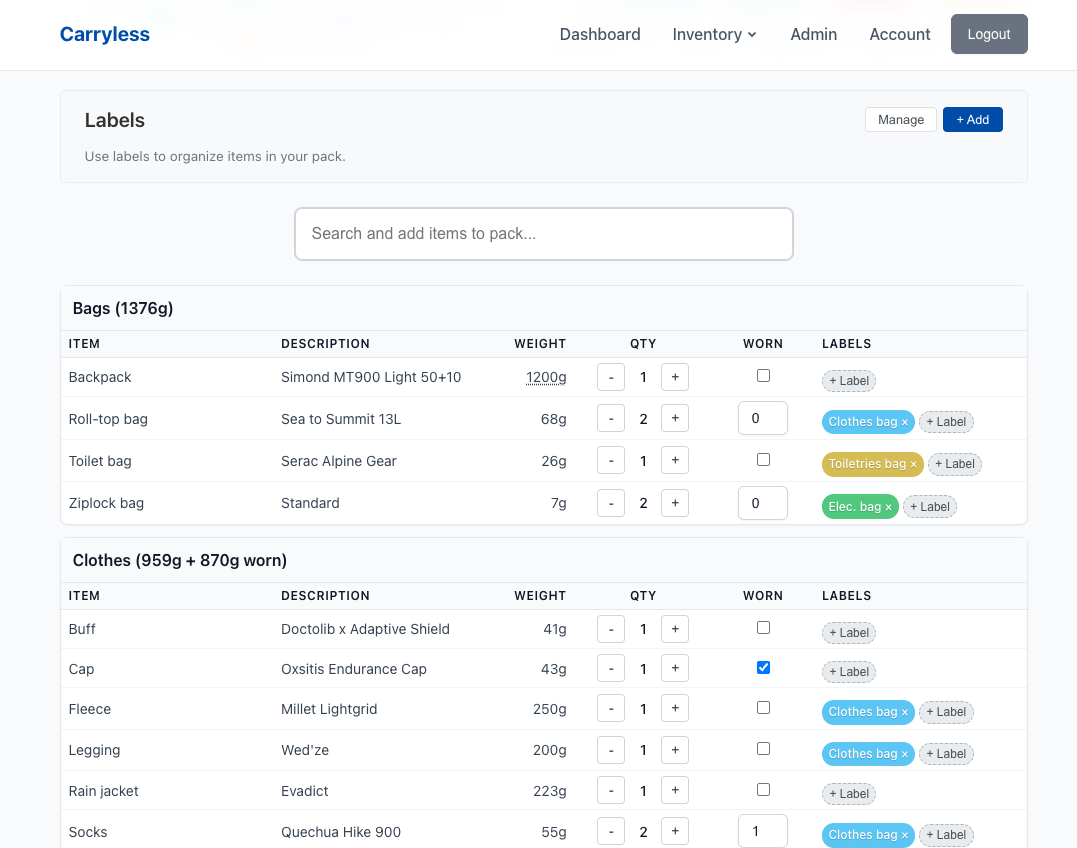 Carryless
Dashboard Inventory Admin Account Logout
Labels Manage + Add
Use labels to organize items in your pack.
Search and add items to pack...
Bags (1376g)
ITEM DESCRIPTION WEIGHT QTY WORN LABELS
Backpack Simond MT900 Light 50+10 1200g - 1 + + Label
Roll-top bag Sea to Summit 13L 68g - 2 + 0 Clothes bag × + Label
Toilet bag Serac Alpine Gear 26g - 1 + Toiletries bag × + Label
Ziplock bag Standard 7g - 2 + 0 Elec. bag × + Label
Clothes (959g + 870g worn)
ITEM DESCRIPTION WEIGHT QTY WORN LABELS
Buff Doctolib x Adaptive Shield 41g - 1 + + Label
Cap Oxsitis Endurance Cap 43g - 1 + + Label
Fleece Millet Lightgrid 250g - 1 + Clothes bag × + Label
Legging Wed'ze 200g - 1 + Clothes bag × + Label
Rain jacket Evadict 223g - 1 + + Label
Socks Quechua Hike 900 55g - 2 + 1 Clothes bag × + Label